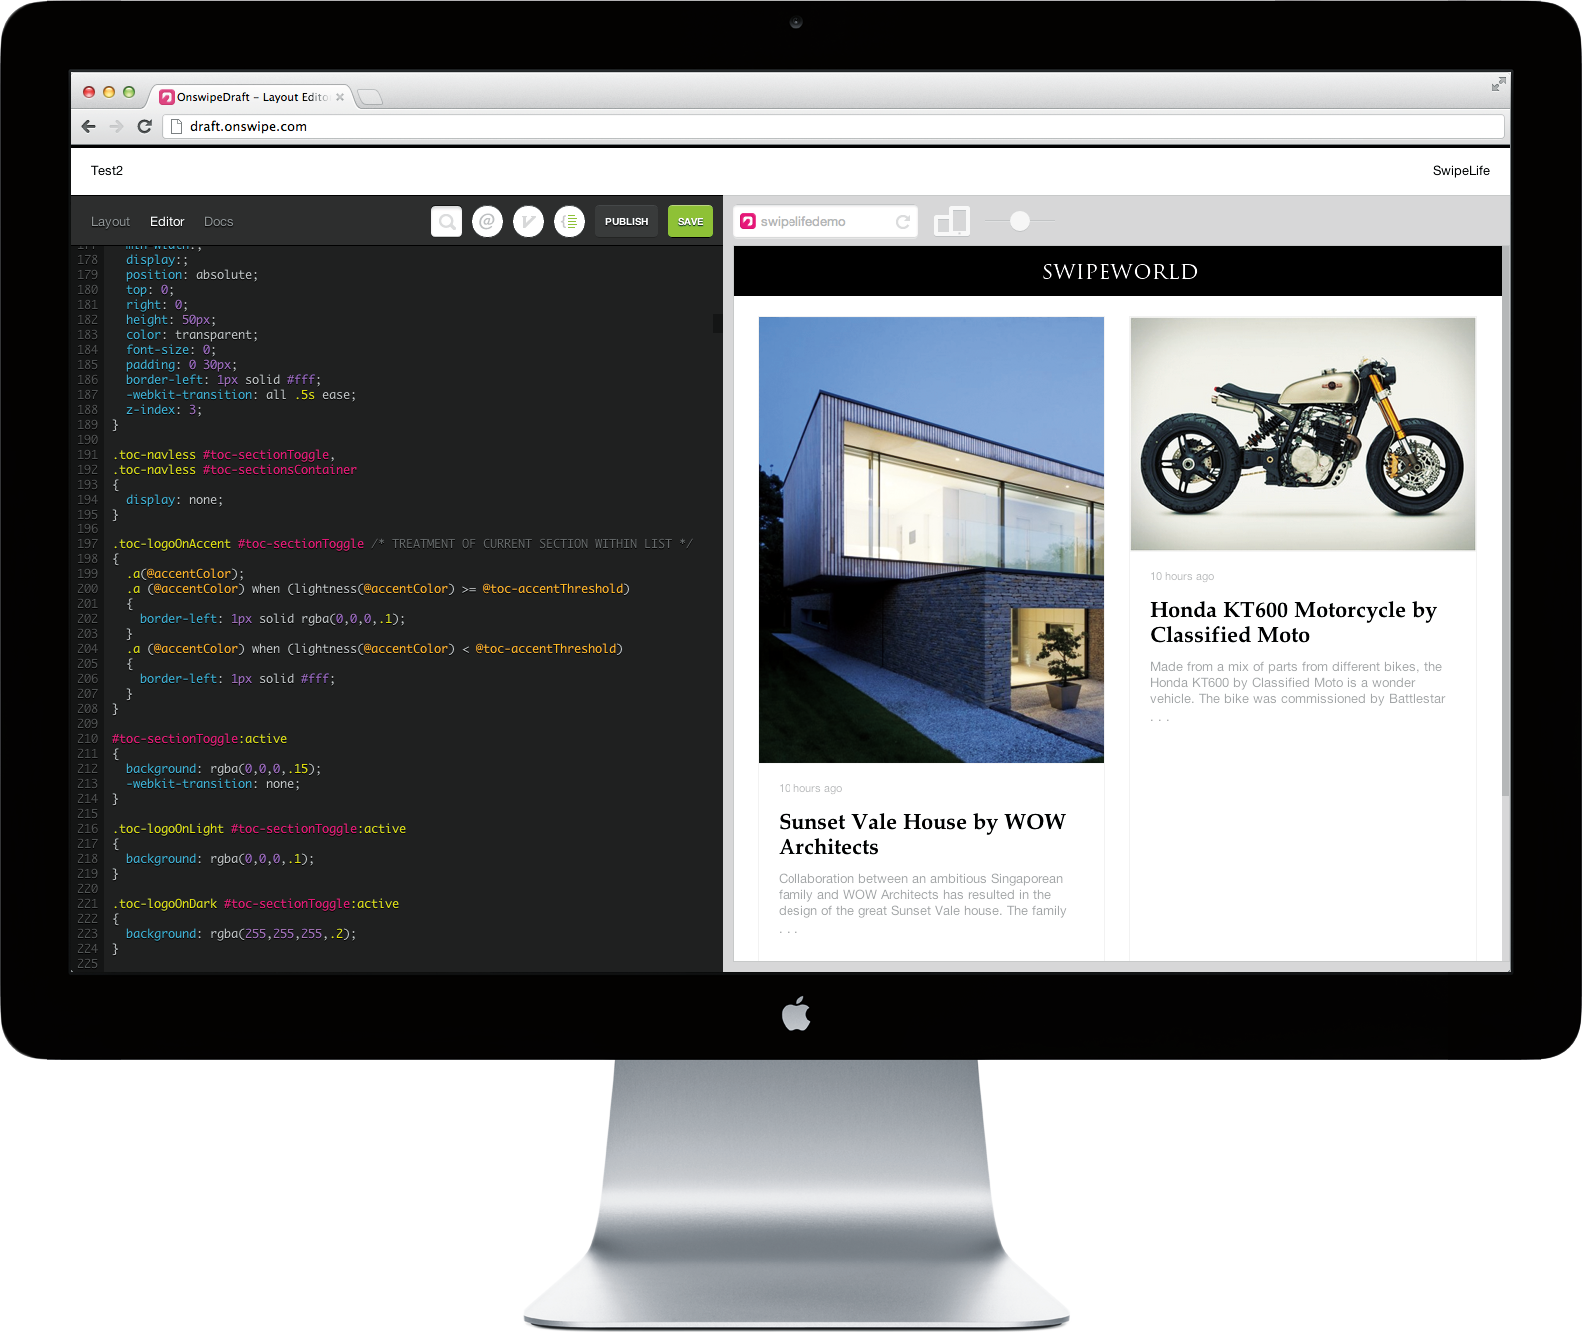 OnswipeDraft – Layout Edito
draft.onswipe.com
Test2
SwipeLife
Layout Editor Docs
@
PUBLISH
SAVE
swipelifedemo
177 min-width:;
178 display:;
179 position: absolute;
180 top: 0;
181 right: 0;
182 height: 50px;
183 color: transparent;
184 font-size: 0;
185 padding: 0 30px;
186 border-left: 1px solid #fff;
187 -webkit-transition: all .5s ease;
188 z-index: 3;
189 }
190
191 .toc-navless #toc-sectionToggle,
192 .toc-navless #toc-sectionsContainer
193 {
194 display: none;
195 }
196
197 .toc-logoOnAccent #toc-sectionToggle /* TREATMENT OF CURRENT SECTION WITHIN LIST */
198 {
199 .a(@accentColor);
200 .a (@accentColor) when (lightness(@accentColor) >= @toc-accentThreshold)
201 {
202 border-left: 1px solid rgba(0,0,0,.1);
203 }
204 .a (@accentColor) when (lightness(@accentColor) < @toc-accentThreshold)
205 {
206 border-left: 1px solid #fff;
207 }
208 }
209
210 #toc-sectionToggle:active
211 {
212 background: rgba(0,0,0,.15);
213 -webkit-transition: none;
214 }
215
216 .toc-logoOnLight #toc-sectionToggle:active
217 {
218 background: rgba(0,0,0,.1);
219 }
220
221 .toc-logoOnDark #toc-sectionToggle:active
222 {
223 background: rgba(255,255,255,.2);
224 }
225
SWIPEWORLD
10 hours ago
Sunset Vale House by WOW
Architects
Collaboration between an ambitious Singaporean
family and WOW Architects has resulted in the
design of the great Sunset Vale house. The family
. . .
10 hours ago
Honda KT600 Motorcycle by
Classified Moto
Made from a mix of parts from different bikes, the
Honda KT600 by Classified Moto is a wonder
vehicle. The bike was commissioned by Battlestar
. . .